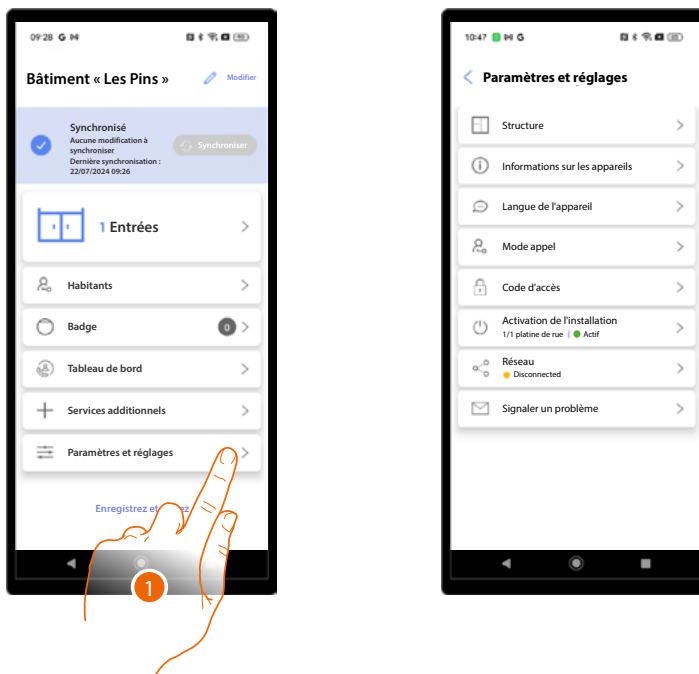 09:28
Bâtiment « Les Pins »
Modifier
Synchronisé
Aucune modification à
synchroniser
Dernière synchronisation :
22/07/2024 09:26
Synchroniser
1 Entrées
Habitants
Badge
0
Tableau de bord
Services additionnels
Paramètres et réglages
Enregistrez et
1
10:47
Paramètres et réglages
Structure
Informations sur les appareils
Langue de l'appareil
Mode appel
Code d'accès
Activation de l'installation
1/1 platine de rue | Actif
Réseau
Disconnected
Signaler un problème